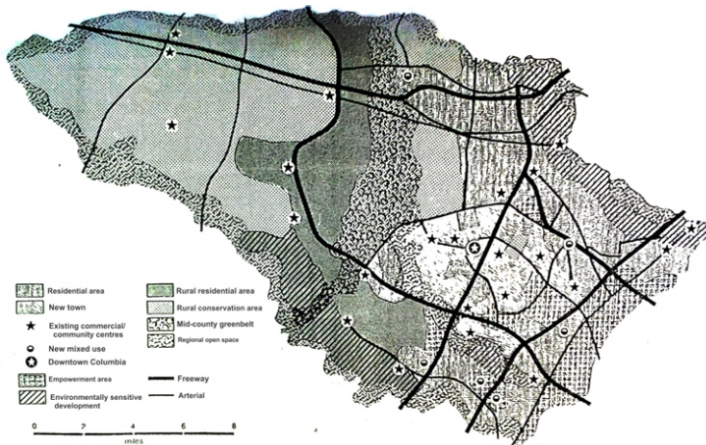 Residential area
New town
Existing commercial/
community centres
New mixed use
Downtown Columbia
Empowerment area
Environmentally sensitive
development
Rural residential area
Rural conservation area
Mid-county greenbelt
Regional open space
Freeway
Arterial
0 2 4 6 8
miles